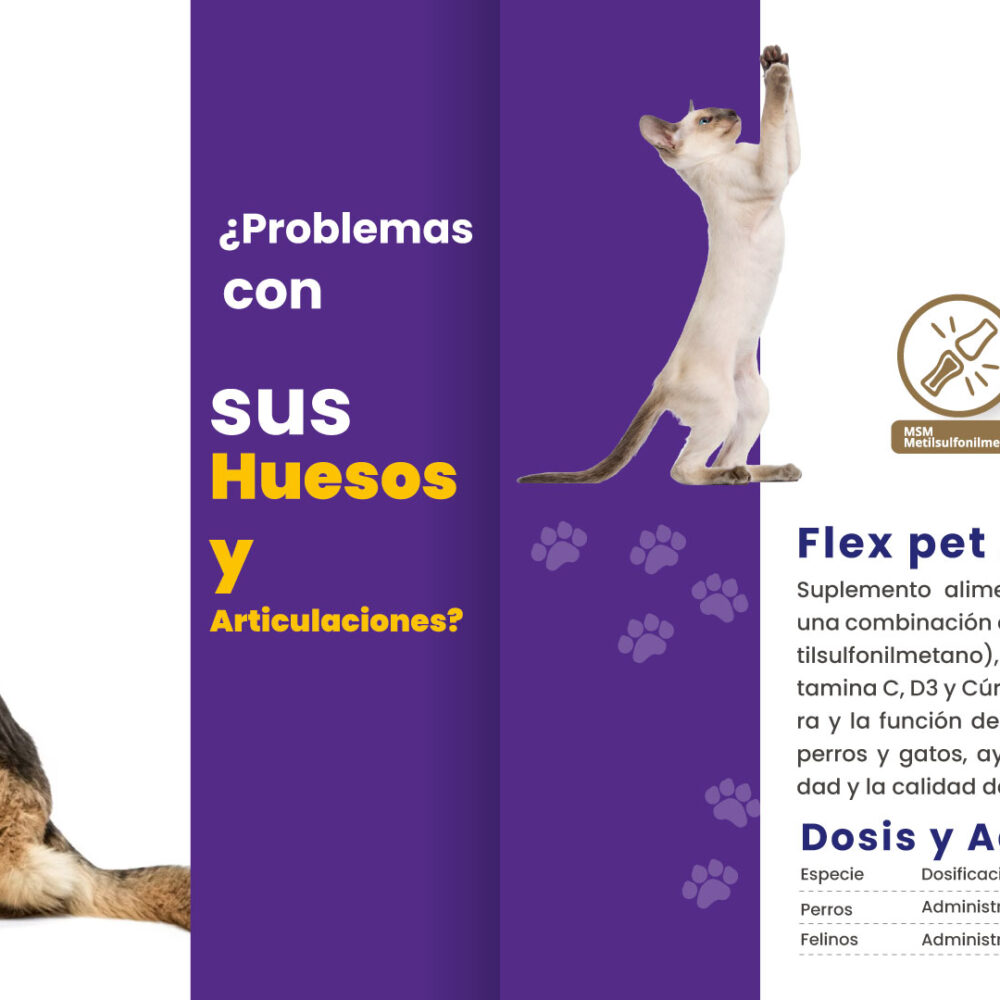 ¿Problemas
con
sus
Huesos
y
Articulaciones?
MSM
Flex pet
Suplemento
una combinación
tilsulfonilmetano),
tamina C, D3 y
ra y la función de
perros y gatos,
dad y la calidad
Dosis y
Especie
Perros
Felinos